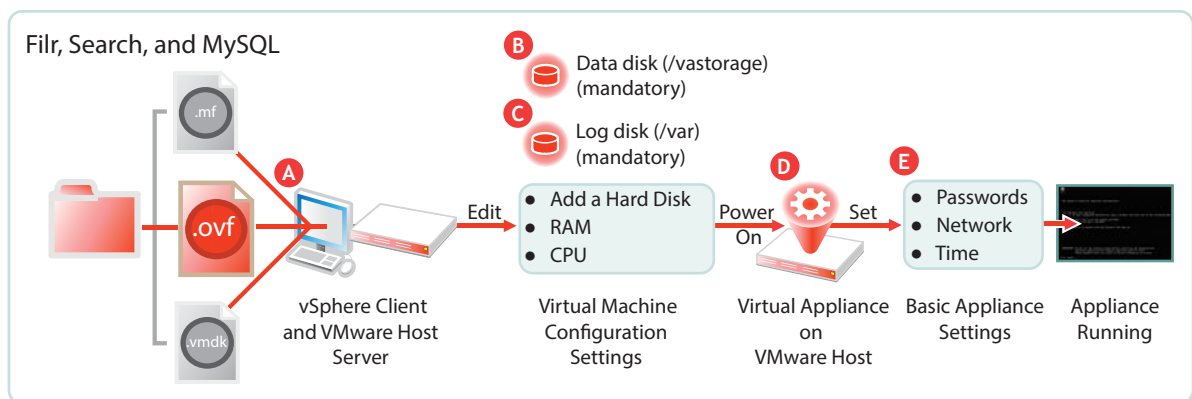 Filr, Search, and MySQL
.mf
.ovf
.vmdk
A
vSphere Client
and VMware Host
Server
Edit
B
Data disk (/vastorage)
(mandatory)
C
Log disk (/var)
(mandatory)
● Add a Hard Disk
● RAM
● CPU
Virtual Machine
Configuration
Settings
Power
On
D
Virtual Appliance
on
VMware Host
Set
E
● Passwords
● Network
● Time
Basic Appliance
Settings
Appliance
Running